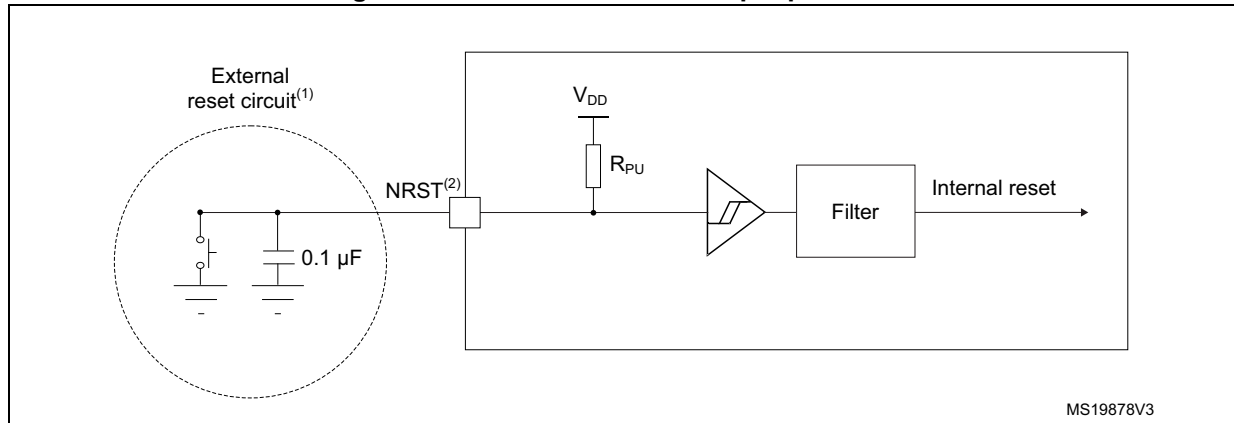 External
reset circuit(1)
VDD
RPU
NRST(2)
Internal reset
Filter
0.1 µF
MS19878V3